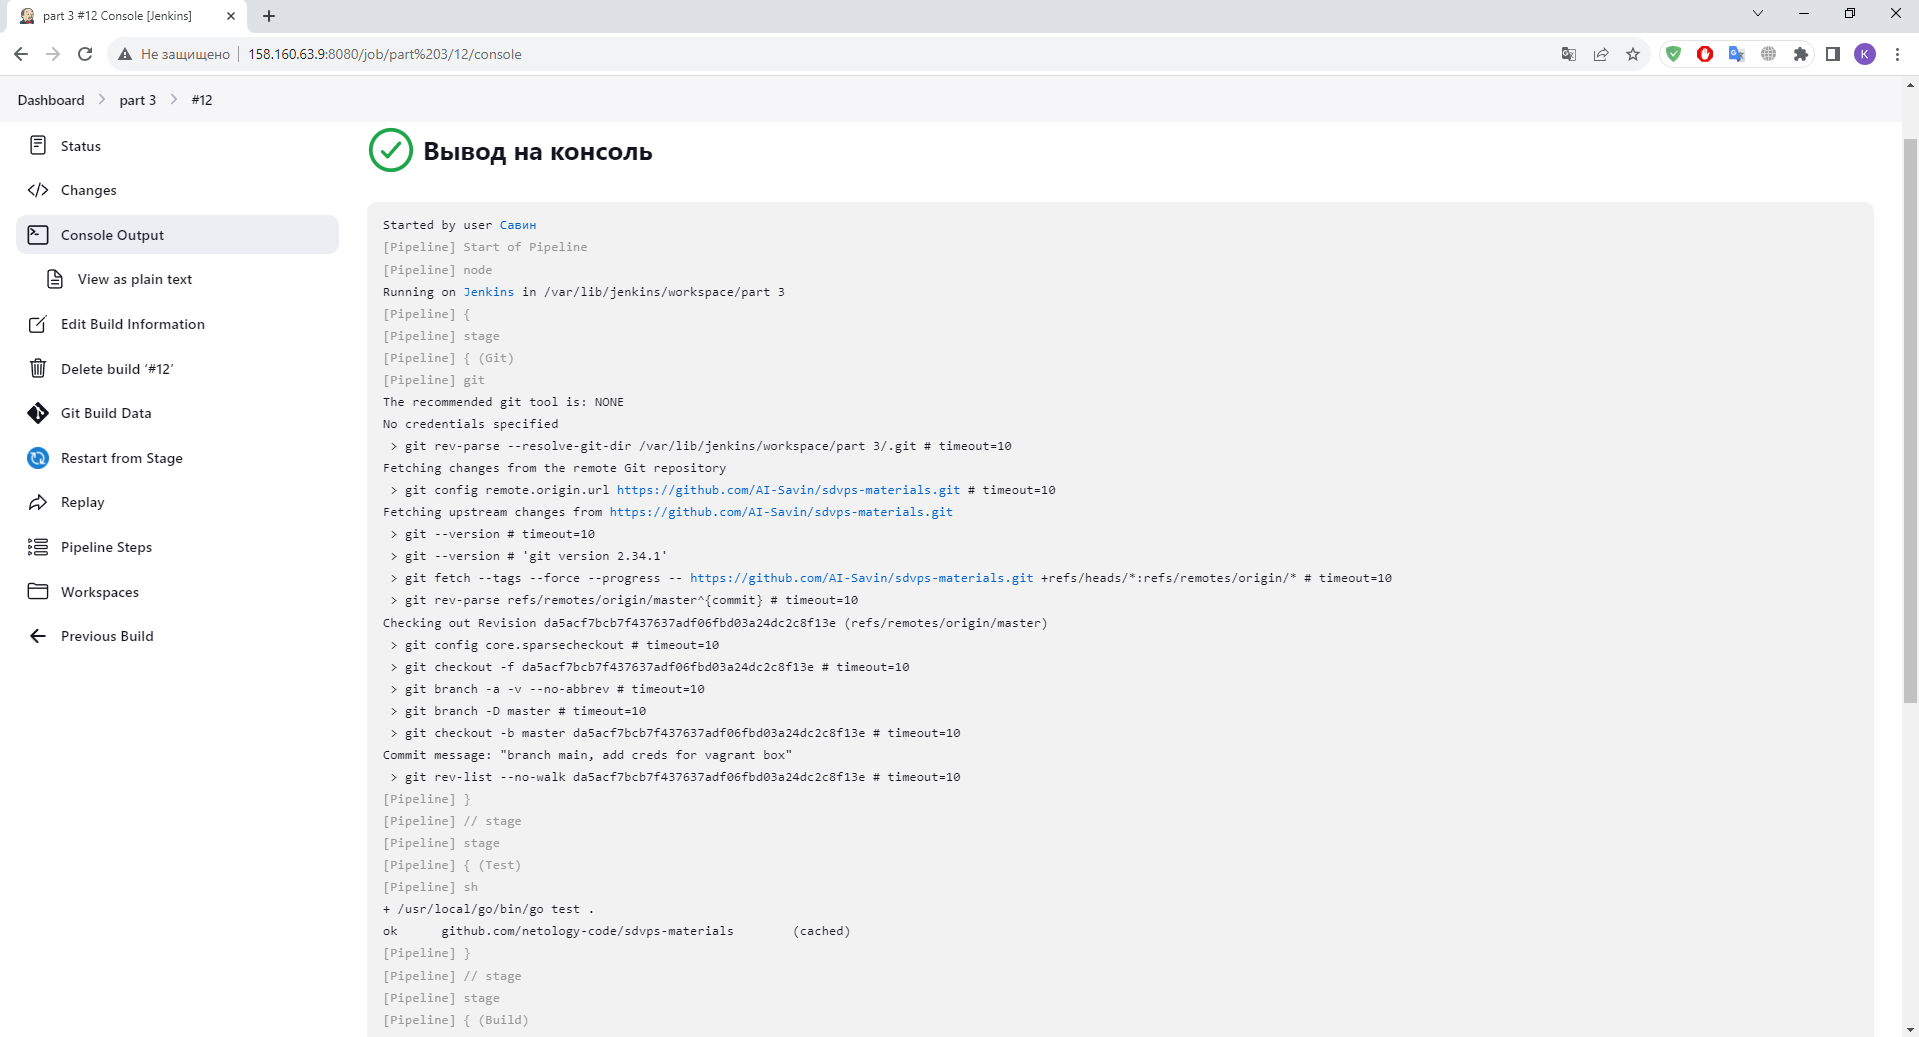 part 3 #12 Console [Jenkins]
Не защищено 158.160.63.9:8080/job/part%203/12/console
K
Dashboard part 3 #12
Status
Changes
Console Output
View as plain text
Edit Build Information
Delete build ‘#12’
Git Build Data
Restart from Stage
Replay
Pipeline Steps
Workspaces
Previous Build
Вывод на консоль
Started by user Савин
[Pipeline] Start of Pipeline
[Pipeline] node
Running on Jenkins in /var/lib/jenkins/workspace/part 3
[Pipeline] {
[Pipeline] stage
[Pipeline] { (Git)
[Pipeline] git
The recommended git tool is: NONE
No credentials specified
> git rev-parse --resolve-git-dir /var/lib/jenkins/workspace/part 3/.git # timeout=10
Fetching changes from the remote Git repository
> git config remote.origin.url https://github.com/AI-Savin/sdvps-materials.git # timeout=10
Fetching upstream changes from https://github.com/AI-Savin/sdvps-materials.git
> git --version # timeout=10
> git --version # 'git version 2.34.1'
> git fetch --tags --force --progress -- https://github.com/AI-Savin/sdvps-materials.git +refs/heads/*:refs/remotes/origin/* # timeout=10
> git rev-parse refs/remotes/origin/master^{commit} # timeout=10
Checking out Revision da5acf7bcb7f437637adf06fbd03a24dc2c8f13e (refs/remotes/origin/master)
> git config core.sparsecheckout # timeout=10
> git checkout -f da5acf7bcb7f437637adf06fbd03a24dc2c8f13e # timeout=10
> git branch -a -v --no-abbrev # timeout=10
> git branch -D master # timeout=10
> git checkout -b master da5acf7bcb7f437637adf06fbd03a24dc2c8f13e # timeout=10
Commit message: "branch main, add creds for vagrant box"
> git rev-list --no-walk da5acf7bcb7f437637adf06fbd03a24dc2c8f13e # timeout=10
[Pipeline] }
[Pipeline] // stage
[Pipeline] stage
[Pipeline] { (Test)
[Pipeline] sh
+ /usr/local/go/bin/go test .
ok github.com/netology-code/sdvps-materials (cached)
[Pipeline] }
[Pipeline] // stage
[Pipeline] stage
[Pipeline] { (Build)